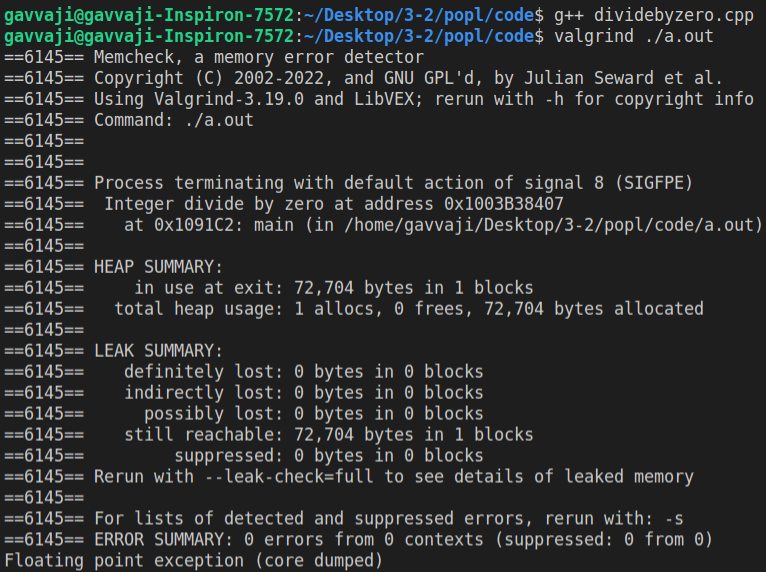 gavvaji@gavvaji-Inspiron-7572:~/Desktop/3-2/popl/code$ g++ dividebyzero.cpp
gavvaji@gavvaji-Inspiron-7572:~/Desktop/3-2/popl/code$ valgrind ./a.out
==6145== Memcheck, a memory error detector
==6145== Copyright (C) 2002-2022, and GNU GPL'd, by Julian Seward et al.
==6145== Using Valgrind-3.19.0 and LibVEX; rerun with -h for copyright info
==6145== Command: ./a.out
==6145==
==6145==
==6145== Process terminating with default action of signal 8 (SIGFPE)
==6145==  Integer divide by zero at address 0x1003B38407
==6145==    at 0x1091C2: main (in /home/gavvaji/Desktop/3-2/popl/code/a.out)
==6145==
==6145== HEAP SUMMARY:
==6145==     in use at exit: 72,704 bytes in 1 blocks
==6145==   total heap usage: 1 allocs, 0 frees, 72,704 bytes allocated
==6145==
==6145== LEAK SUMMARY:
==6145==    definitely lost: 0 bytes in 0 blocks
==6145==    indirectly lost: 0 bytes in 0 blocks
==6145==      possibly lost: 0 bytes in 0 blocks
==6145==    still reachable: 72,704 bytes in 1 blocks
==6145==         suppressed: 0 bytes in 0 blocks
==6145== Rerun with --leak-check=full to see details of leaked memory
==6145==
==6145== For lists of detected and suppressed errors, rerun with: -s
==6145== ERROR SUMMARY: 0 errors from 0 contexts (suppressed: 0 from 0)
Floating point exception (core dumped)